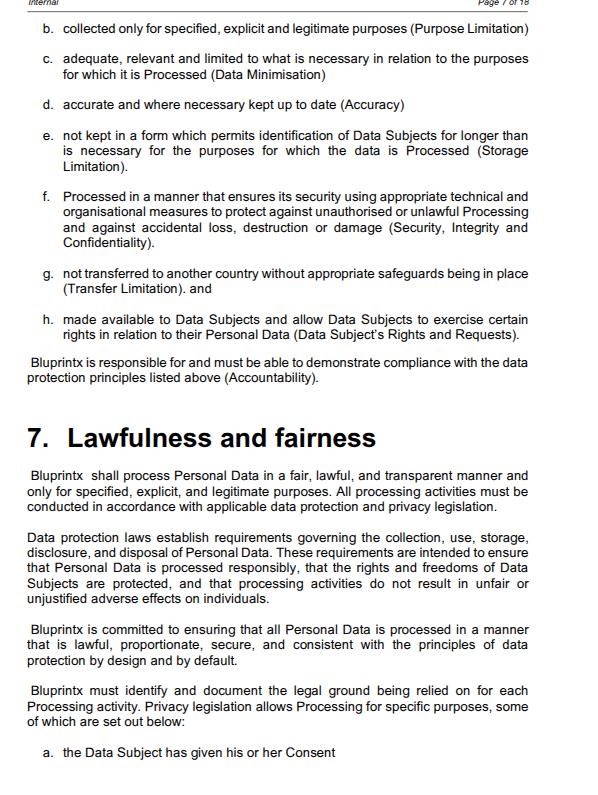 Internal Page 7 of 18
b. collected only for specified, explicit and legitimate purposes (Purpose Limitation)
c. adequate, relevant and limited to what is necessary in relation to the purposes
for which it is Processed (Data Minimisation)
d. accurate and where necessary kept up to date (Accuracy)
e. not kept in a form which permits identification of Data Subjects for longer than
is necessary for the purposes for which the data is Processed (Storage
Limitation).
f. Processed in a manner that ensures its security using appropriate technical and
organisational measures to protect against unauthorised or unlawful Processing
and against accidental loss, destruction or damage (Security, Integrity and
Confidentiality).
g. not transferred to another country without appropriate safeguards being in place
(Transfer Limitation). and
h. made available to Data Subjects and allow Data Subjects to exercise certain
rights in relation to their Personal Data (Data Subject's Rights and Requests).
Bluprintx is responsible for and must be able to demonstrate compliance with the data
protection principles listed above (Accountability).
7. Lawfulness and fairness
Bluprintx shall process Personal Data in a fair, lawful, and transparent manner and
only for specified, explicit, and legitimate purposes. All processing activities must be
conducted in accordance with applicable data protection and privacy legislation.
Data protection laws establish requirements governing the collection, use, storage,
disclosure, and disposal of Personal Data. These requirements are intended to ensure
that Personal Data is processed responsibly, that the rights and freedoms of Data
Subjects are protected, and that processing activities do not result in unfair or
unjustified adverse effects on individuals.
Bluprintx is committed to ensuring that all Personal Data is processed in a manner
that is lawful, proportionate, secure, and consistent with the principles of data
protection by design and by default.
Bluprintx must identify and document the legal ground being relied on for each
Processing activity. Privacy legislation allows Processing for specific purposes, some
of which are set out below:
a. the Data Subject has given his or her Consent